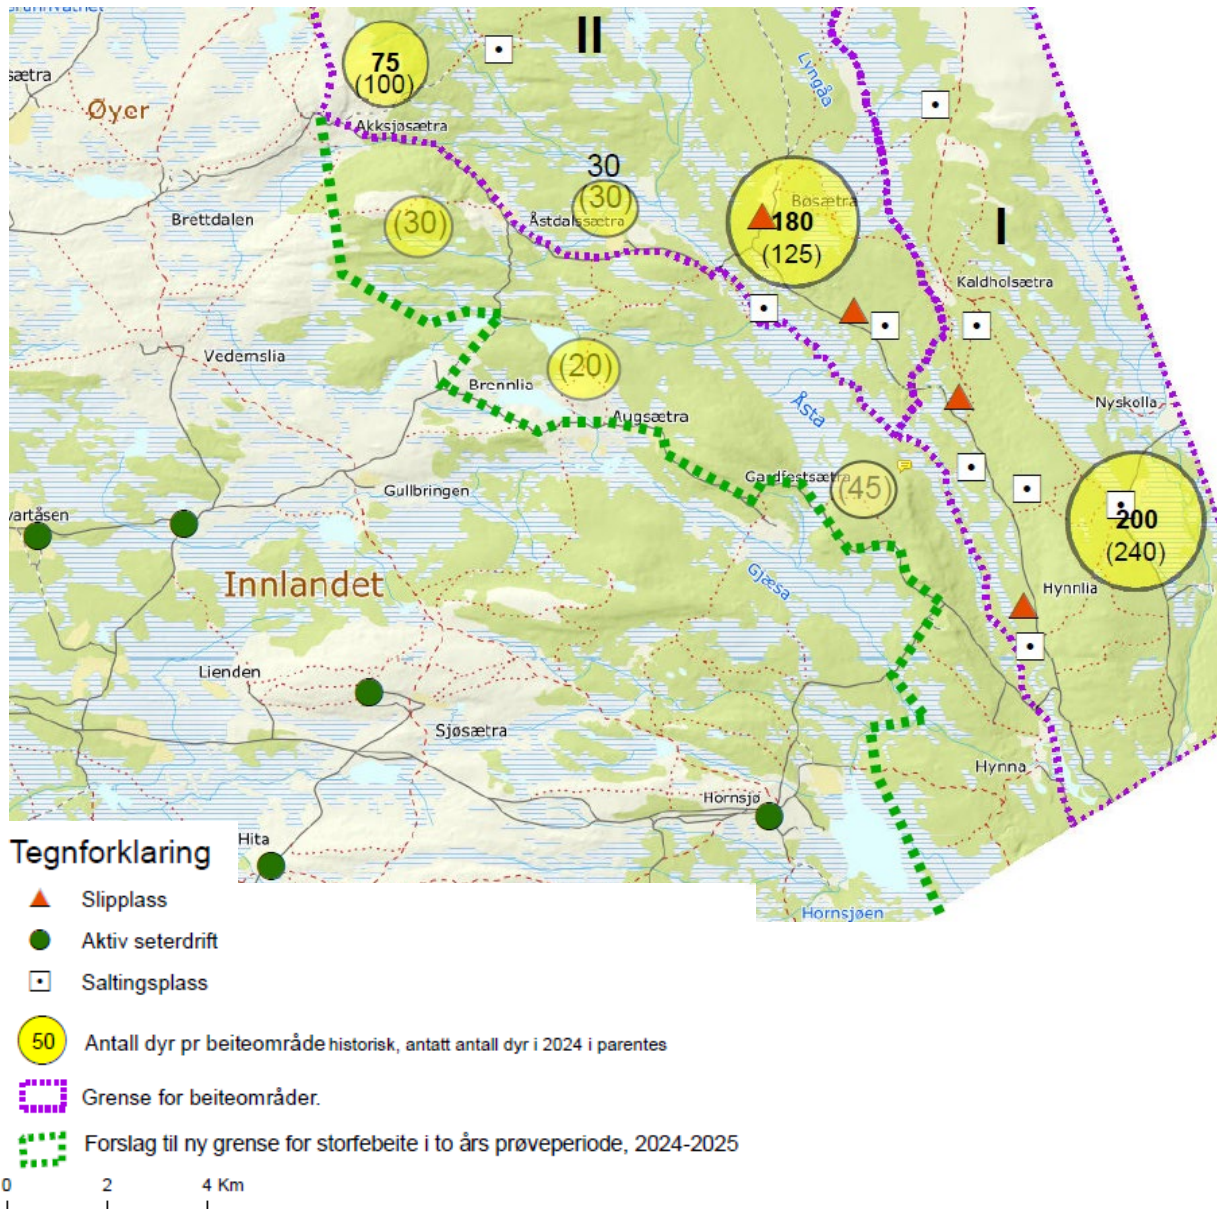 II
75
(100)
Lyngåa
sætra
Øyer
Akksjøsætra
30
(30)
Bøsætra
Brettdalen
(30)
Åstdalssætra
180
(125)
I
Kaldholsætra
Vedemslia
(20)
Brennlia
Augsætra
Åsta
Nyskolla
Gardfestsætra
(45)
Gullbringen
vartåsen
200
(240)
Innlandet
Gjæsa
Hynnlia
Lienden
Sjøsætra
Hynna
Hornsjø
Hita
Hornsjøen
Tegnforklaring
Slipplass
Aktiv seterdrift
Saltingsplass
50 Antall dyr pr beiteområde historisk, antatt antall dyr i 2024 i parentes
Grense for beiteområder.
Forslag til ny grense for storfebeite i to års prøveperiode, 2024-2025
0 2 4 Km